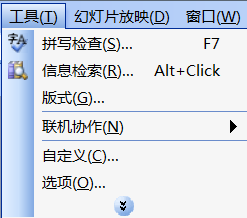 工具(T) 幻灯片放映(D) 窗口(W)
拼写检查(S)... F7
信息检索(R)... Alt+Click
版式(G)...
联机协作(N)
自定义(C)...
选项(O)...